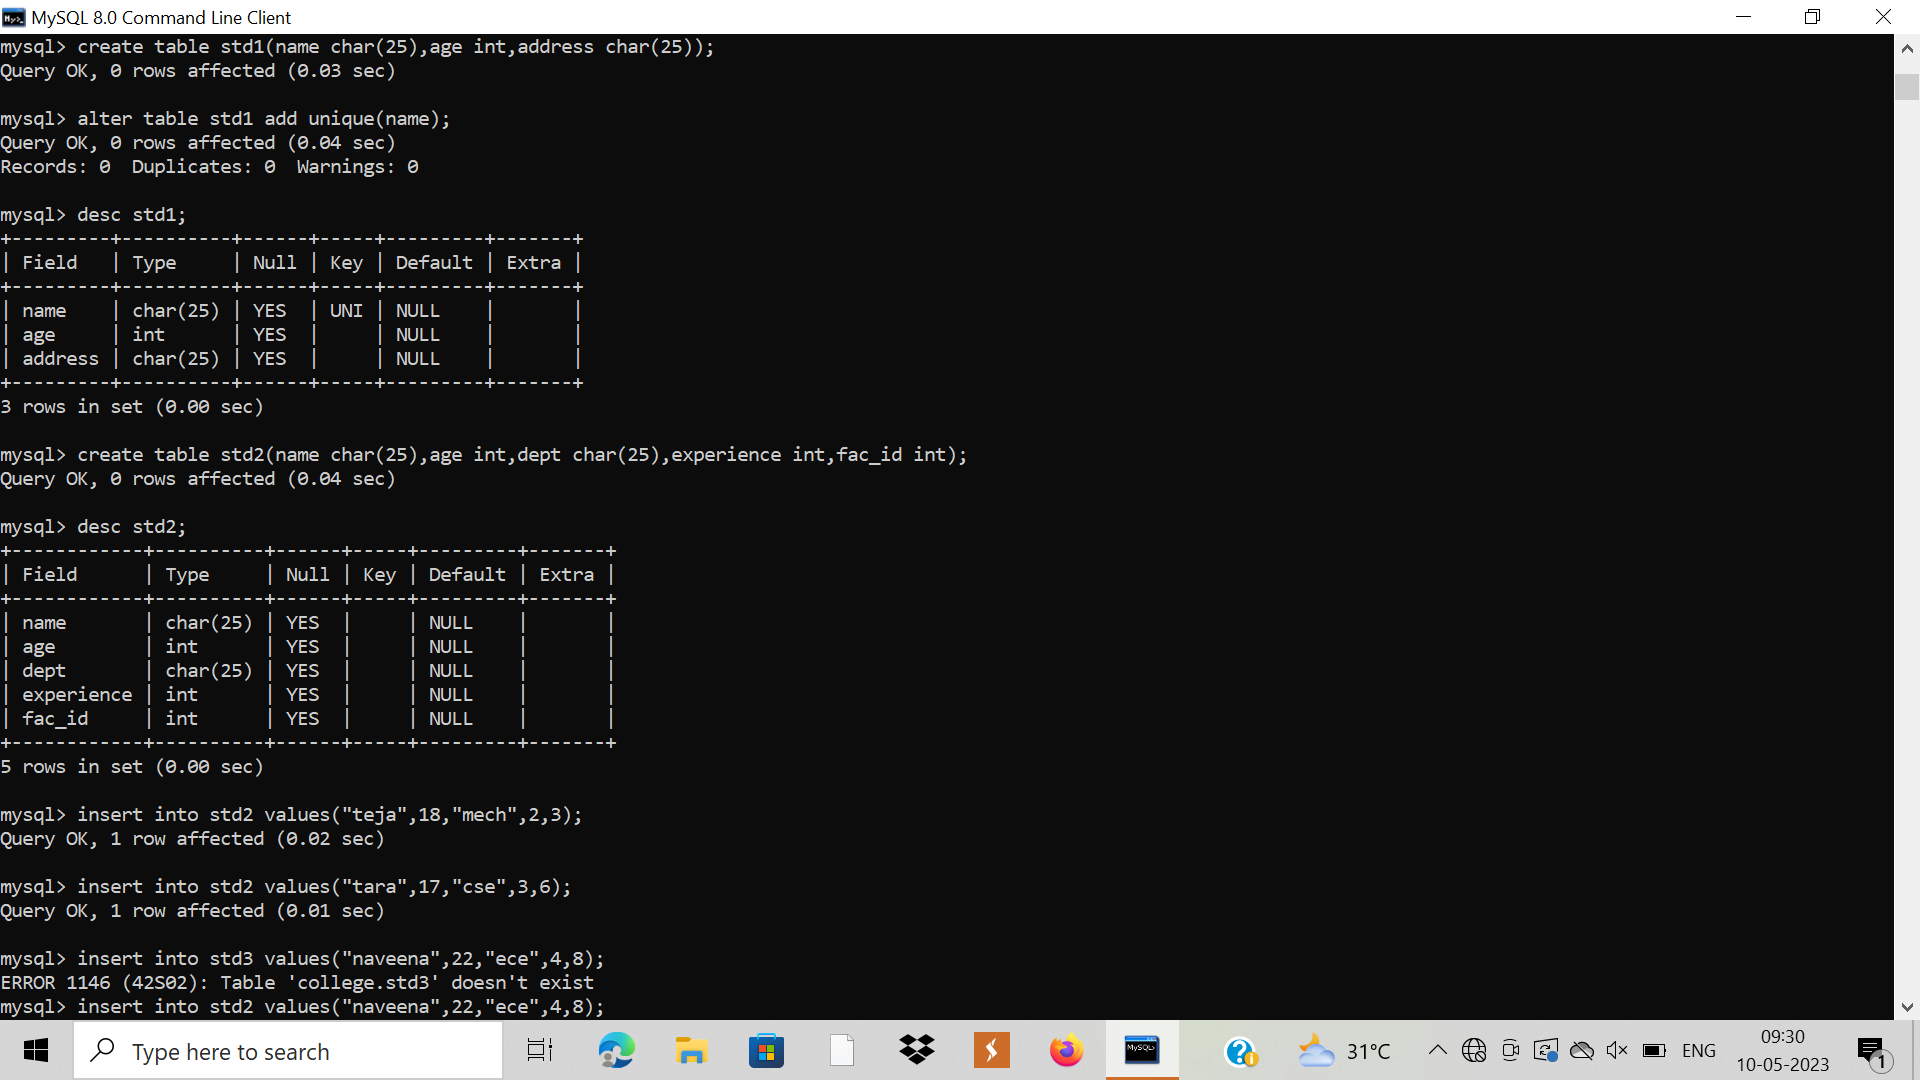 MySQL 8.0 Command Line Client
mysql> create table std1(name char(25),age int,address char(25));
Query OK, 0 rows affected (0.03 sec)
mysql> alter table std1 add unique(name);
Query OK, 0 rows affected (0.04 sec)
Records: 0  Duplicates: 0  Warnings: 0
mysql> desc std1;
+---------+----------+------+-----+---------+-------+
| Field   | Type     | Null | Key | Default | Extra |
+---------+----------+------+-----+---------+-------+
| name    | char(25) | YES  | UNI | NULL    |       |
| age     | int      | YES  |     | NULL    |       |
| address | char(25) | YES  |     | NULL    |       |
+---------+----------+------+-----+---------+-------+
3 rows in set (0.00 sec)
mysql> create table std2(name char(25),age int,dept char(25),experience int,fac_id int);
Query OK, 0 rows affected (0.04 sec)
mysql> desc std2;
+------------+----------+------+-----+---------+-------+
| Field      | Type     | Null | Key | Default | Extra |
+------------+----------+------+-----+---------+-------+
| name       | char(25) | YES  |     | NULL    |       |
| age        | int      | YES  |     | NULL    |       |
| dept       | char(25) | YES  |     | NULL    |       |
| experience | int      | YES  |     | NULL    |       |
| fac_id     | int      | YES  |     | NULL    |       |
+------------+----------+------+-----+---------+-------+
5 rows in set (0.00 sec)
mysql> insert into std2 values("teja",18,"mech",2,3);
Query OK, 1 row affected (0.02 sec)
mysql> insert into std2 values("tara",17,"cse",3,6);
Query OK, 1 row affected (0.01 sec)
mysql> insert into std3 values("naveena",22,"ece",4,8);
ERROR 1146 (42S02): Table 'college.std3' doesn't exist
mysql> insert into std2 values("naveena",22,"ece",4,8);
Type here to search
MySQL>
31°C
ENG
09:30
10-05-2023
1